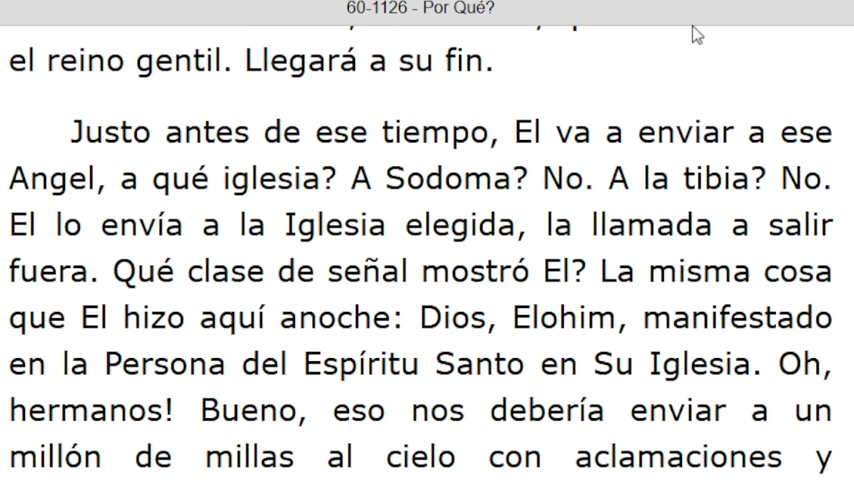 60-1126 - Por Qué?
el reino gentil. Llegará a su fin.
Justo antes de ese tiempo, El va a enviar a ese
Angel, a qué iglesia? A Sodoma? No. A la tibia? No.
El lo envía a la Iglesia elegida, la llamada a salir
fuera. Qué clase de señal mostró El? La misma cosa
que El hizo aquí anoche: Dios, Elohim, manifestado
en la Persona del Espíritu Santo en Su Iglesia. Oh,
hermanos! Bueno, eso nos debería enviar a un
millón de millas al cielo con aclamaciones y